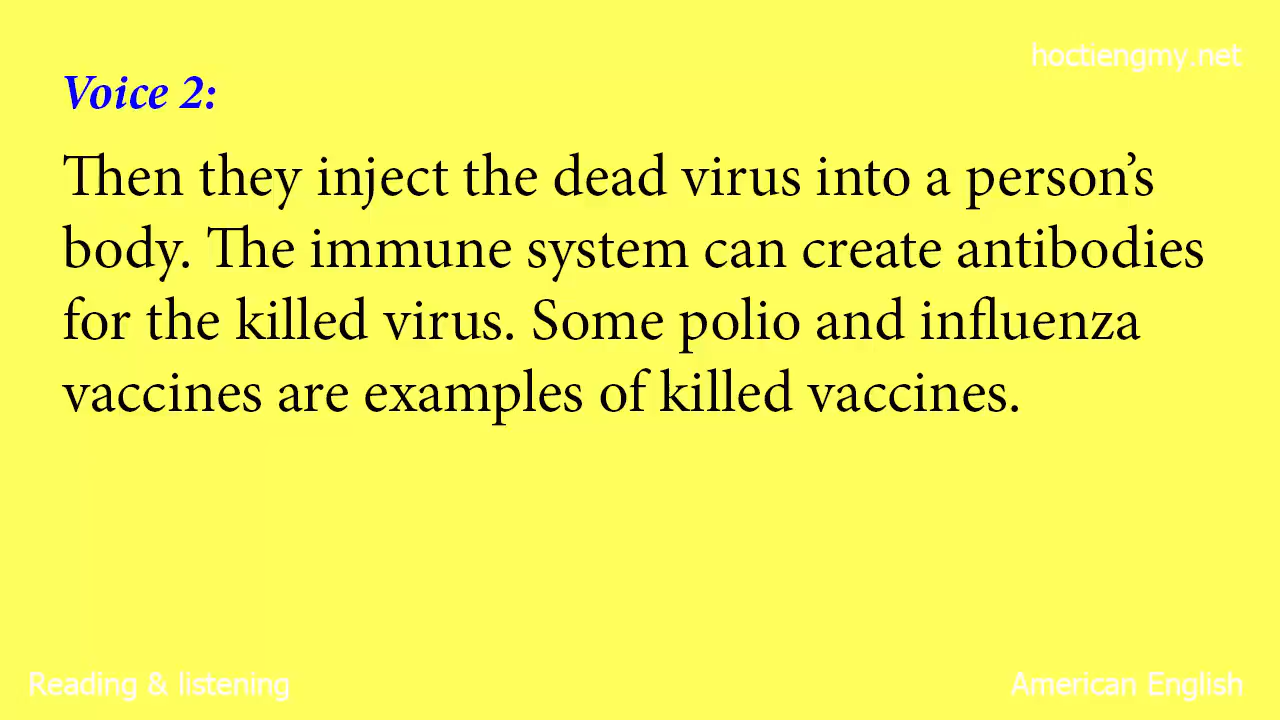 hoctiengmy.net
Voice 2:
Then they inject the dead virus into a person’s
body. The immune system can create antibodies
for the killed virus. Some polio and influenza
vaccines are examples of killed vaccines.
Reading & listening
American English